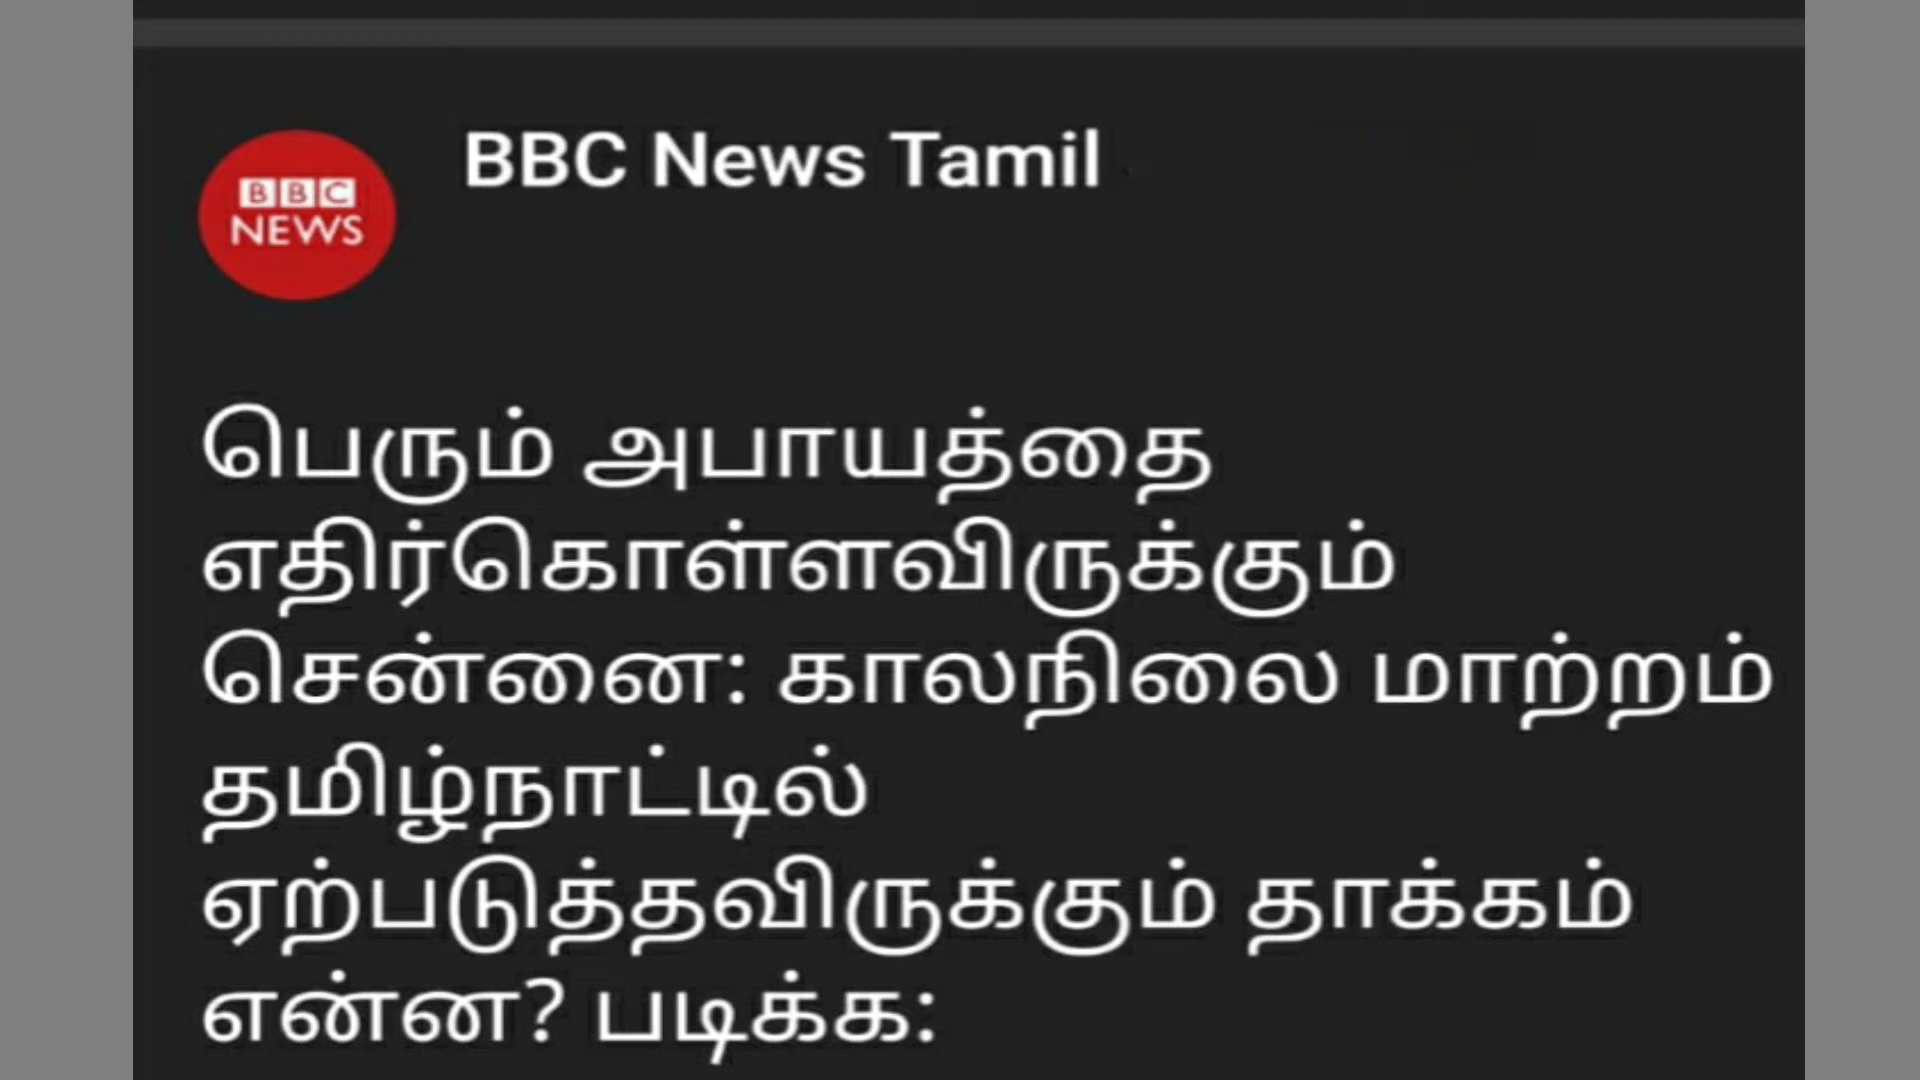 BBC
NEWS
BBC News Tamil
பெரும் அபாயத்தை
எதிர்கொள்ளவிருக்கும்
சென்னை: காலநிலை மாற்றம்
தமிழ்நாட்டில்
ஏற்படுத்தவிருக்கும் தாக்கம்
என்ன? படிக்க: